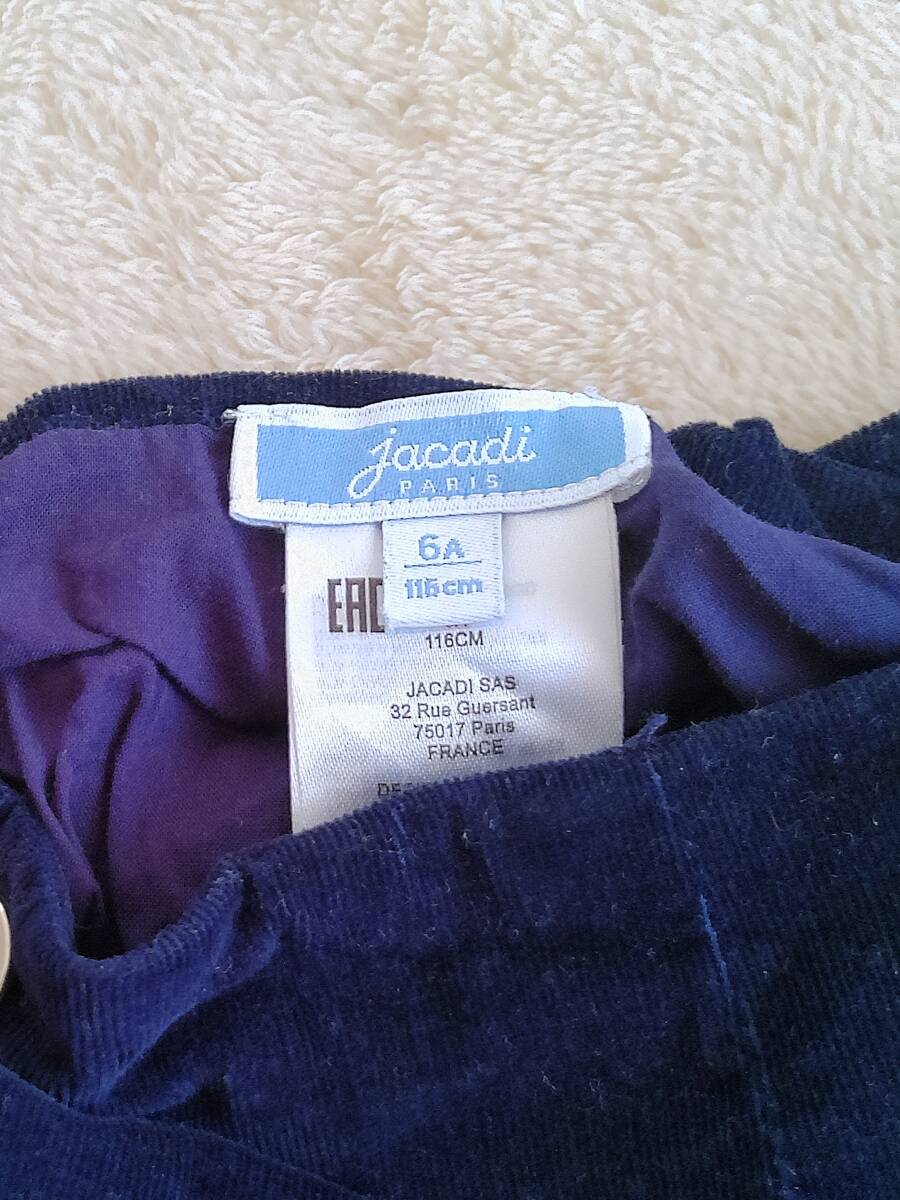 jacadi
PARIS
6A
116cm
EAC
116CM
JACADI SAS
32 Rue Guersant
75017 Paris
FRANCE